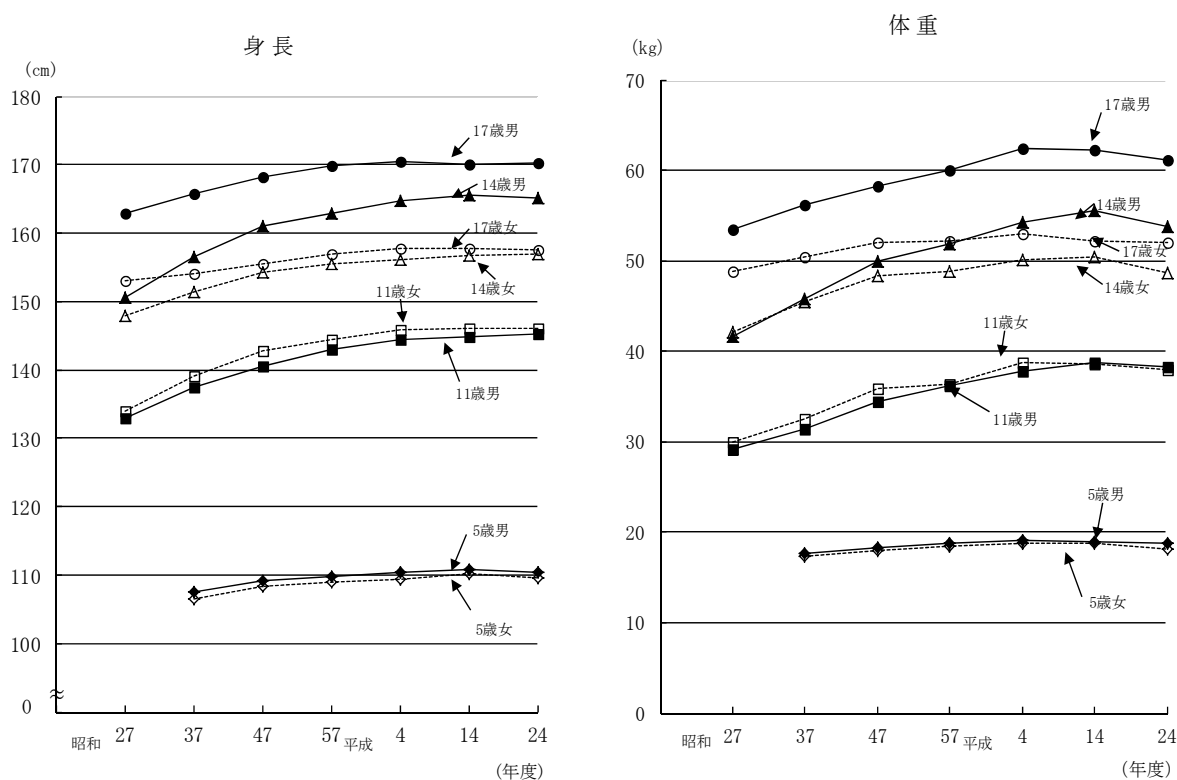 身 長
(cm)
180
170
160
150
140
130
120
110
100
0
17歳男
14歳男
17歳女
14歳女
11歳女
11歳男
5歳男
5歳女
昭和 27 37 47 57 平成 4 14 24
(年度)
体 重
(kg)
70
60
50
40
30
20
10
0
17歳男
14歳男
17歳女
14歳女
11歳女
11歳男
5歳男
5歳女
昭和 27 37 47 57 平成 4 14 24
(年度)